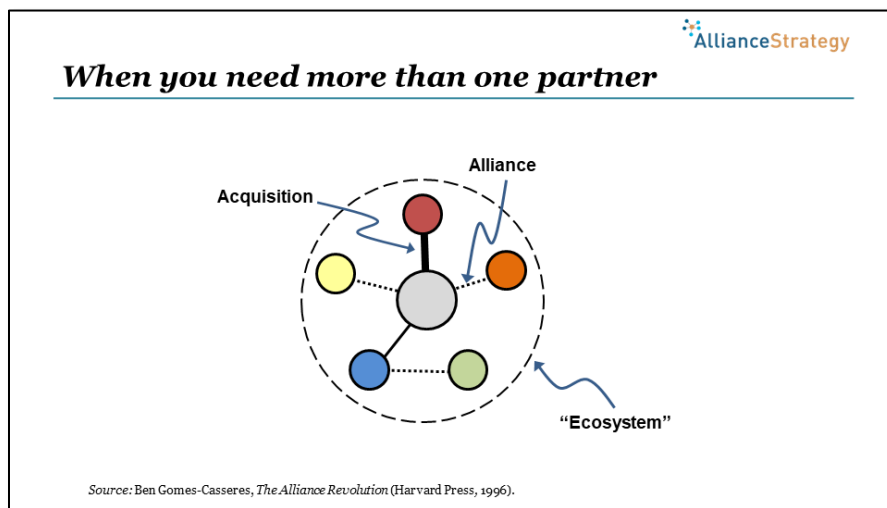 AllianceStrategy
When you need more than one partner
Alliance
Acquisition
“Ecosystem”
Source: Ben Gomes-Casseres, The Alliance Revolution (Harvard Press, 1996).